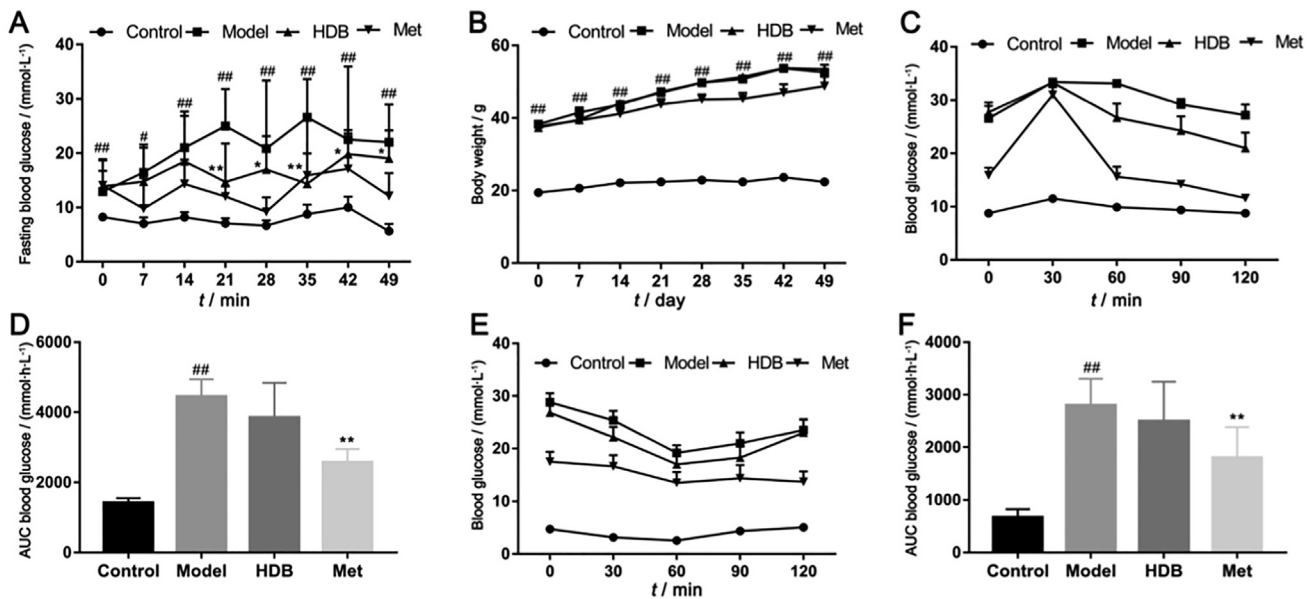 A
Control Model HDB Met
Fasting blood glucose / (mmol·L⁻¹)
40
30
20
10
0
## # ## ## ## ## ## ##
** * ** * *
0 7 14 21 28 35 42 49
t / min
B
Control Model HDB Met
Body weight / g
60
40
20
0
## ## ## ## ## ## ## ##
0 7 14 21 28 35 42 49
t / day
C
Control Model HDB Met
Blood glucose / (mmol·L⁻¹)
40
30
20
10
0
0 30 60 90 120
t / min
D
AUC blood glucose / (mmol·h·L⁻¹)
6000
4000
2000
0
##
**
Control Model HDB Met
E
Control Model HDB Met
Blood glucose / (mmol·L⁻¹)
40
30
20
10
0
0 30 60 90 120
t / min
F
AUC blood glucose / (mmol·h·L⁻¹)
4000
3000
2000
1000
0
##
**
Control Model HDB Met